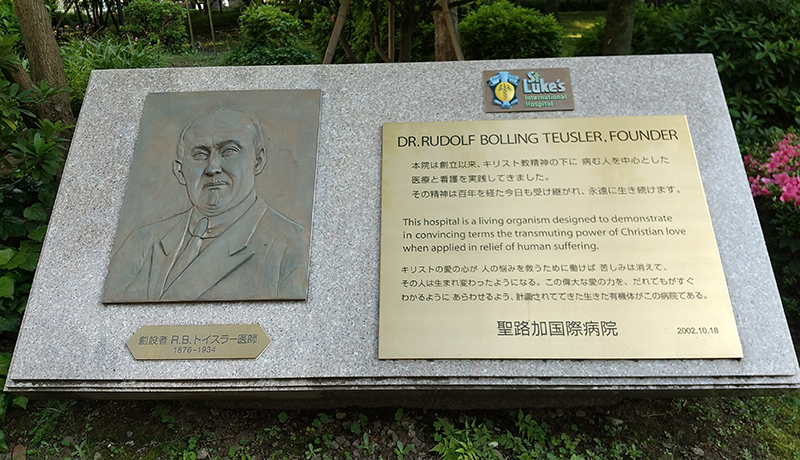 St.
Luke's
International
Hospital
DR.RUDOLF BOLLING TEUSLER, FOUNDER
本院は創立以来、キリスト教精神の下に 病む人を中心とした
医療と看護を実践してきました。
その精神は百年を経た今日も受け継がれ、永遠に生き続けます。
This hospital is a living organism designed to demonstrate
in convincing terms the transmuting power of Christian love
when applied in relief of human suffering.
キリストの愛の心が 人の悩みを救うために働けば 苦しみは消えて、
その人は生まれ変わったようになる。この偉大な愛の力を、だれでもがすぐ
わかるように あらわせるよう、計画されてできた生きた有機体がこの病院である。
聖路加国際病院
2002.10.18
創設者 R.B.トイスラー医師
1876-1934